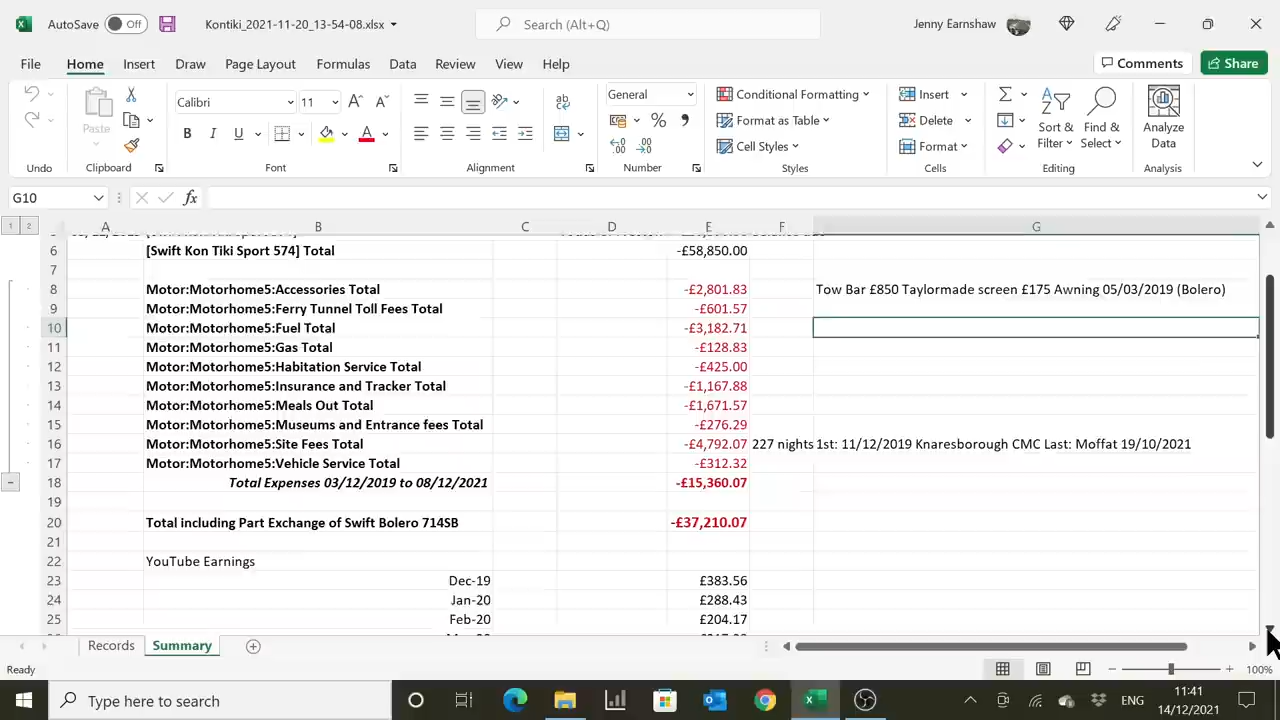 AutoSave Off Kontiki_2021-11-20_13-54-08.xlsx Search (Alt+Q) Jenny Earnshaw
File Home Insert Draw Page Layout Formulas Data Review View Help Comments Share
Calibri 11 General Conditional Formatting Insert
Paste Format as Table Delete Sort & Find & Analyze
B I U Cell Styles Format Filter Select Data
Undo Clipboard Font Alignment Number Styles Cells Editing Analysis
G10 fx
1 2 A B C D E F G
6 [Swift Kon Tiki Sport 574] Total -£58,850.00
7
8 Motor:Motorhome5:Accessories Total -£2,801.83 Tow Bar £850 Taylormade screen £175 Awning 05/03/2019 (Bolero)
9 Motor:Motorhome5:Ferry Tunnel Toll Fees Total -£601.57
10 Motor:Motorhome5:Fuel Total -£3,182.71
11 Motor:Motorhome5:Gas Total -£128.83
12 Motor:Motorhome5:Habitation Service Total -£425.00
13 Motor:Motorhome5:Insurance and Tracker Total -£1,167.88
14 Motor:Motorhome5:Meals Out Total -£1,671.57
15 Motor:Motorhome5:Museums and Entrance fees Total -£276.29
16 Motor:Motorhome5:Site Fees Total -£4,792.07 227 nights 1st: 11/12/2019 Knaresborough CMC Last: Moffat 19/10/2021
17 Motor:Motorhome5:Vehicle Service Total -£312.32
18 Total Expenses 03/12/2019 to 08/12/2021 -£15,360.07
19
20 Total including Part Exchange of Swift Bolero 714SB -£37,210.07
21
22 YouTube Earnings
23 Dec-19 £383.56
24 Jan-20 £288.43
25 Feb-20 £204.17
Records Summary
Ready 100%
Type here to search ENG 11:41
14/12/2021